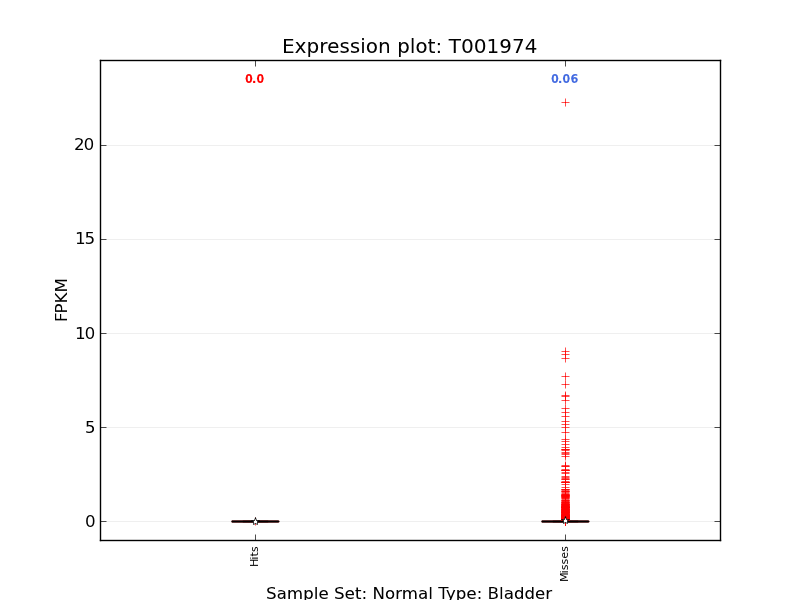 Expression plot: T001974
0.0
0.06
20
15
10
5
0
FPKM
Hits
Misses
Sample Set: Normal Type: Bladder